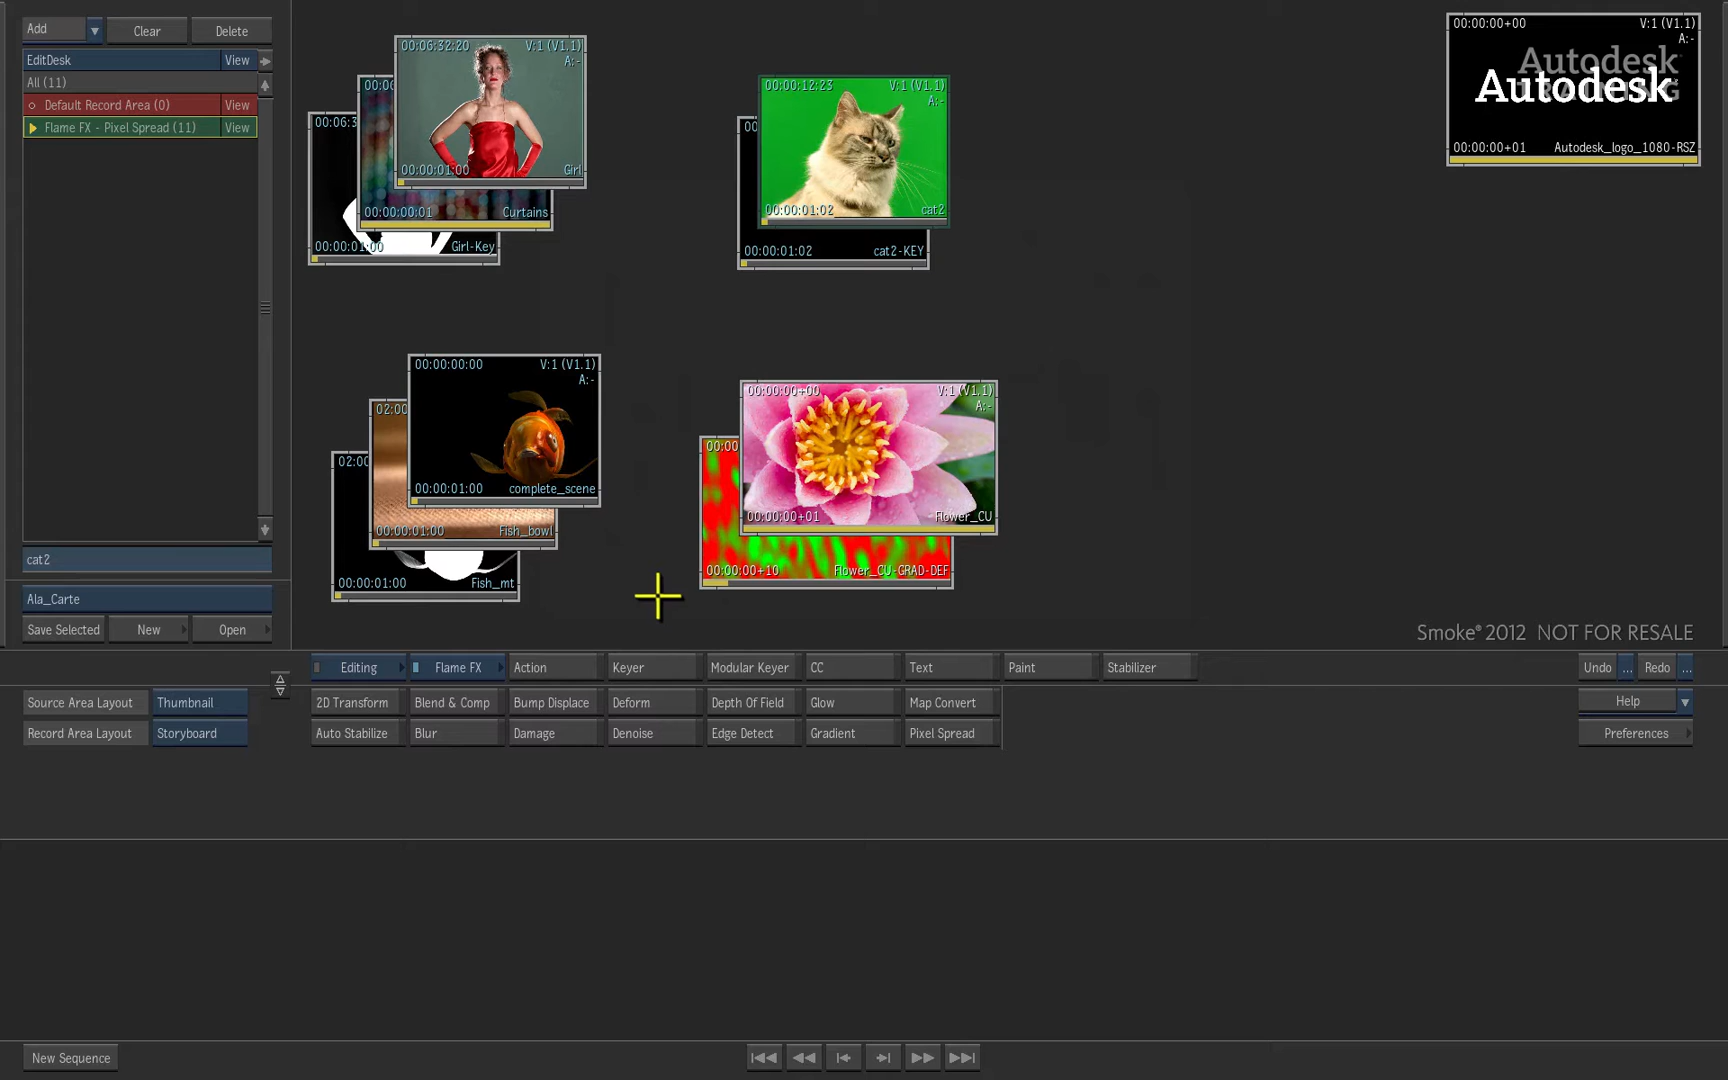 Add
Clear
Delete
EditDesk
View
All (11)
Default Record Area (0)
View
Flame FX - Pixel Spread (11)
View
cat2
Ala_Carte
Save Selected
New
Open
00:06:32:20
V:1 (V1.1)
A:-
00:00:01:00
Girl
00:00:00:01
Curtains
00:00:01:00
Girl-Key
00:00:12:23
V:1 (V1.1)
A:-
00:00:01:02
cat2
00:00:01:02
cat2-KEY
00:00:00+00
V:1 (V1.1)
A:-
Autodesk
Autodesk
00:00:00+01
Autodesk_logo_1080-RSZ
00:00:00:00
V:1 (V1.1)
A:-
00:00:01:00
complete_scene
02:00
00:00:01:00
Fish_bowl
02:00
00:00:01:00
Fish_mt
00:00:00+00
V:1 (V1.1)
A:-
00:00:00+01
Flower_CU
00:00
00:00:00+10
Flower_CU-GRAD-DEF
Smoke® 2012 NOT FOR RESALE
Editing
Flame FX
Action
Keyer
Modular Keyer
CC
Text
Paint
Stabilizer
Undo
...
Redo
...
Source Area Layout
Thumbnail
2D Transform
Blend & Comp
Bump Displace
Deform
Depth Of Field
Glow
Map Convert
Help
Record Area Layout
Storyboard
Auto Stabilize
Blur
Damage
Denoise
Edge Detect
Gradient
Pixel Spread
Preferences
New Sequence